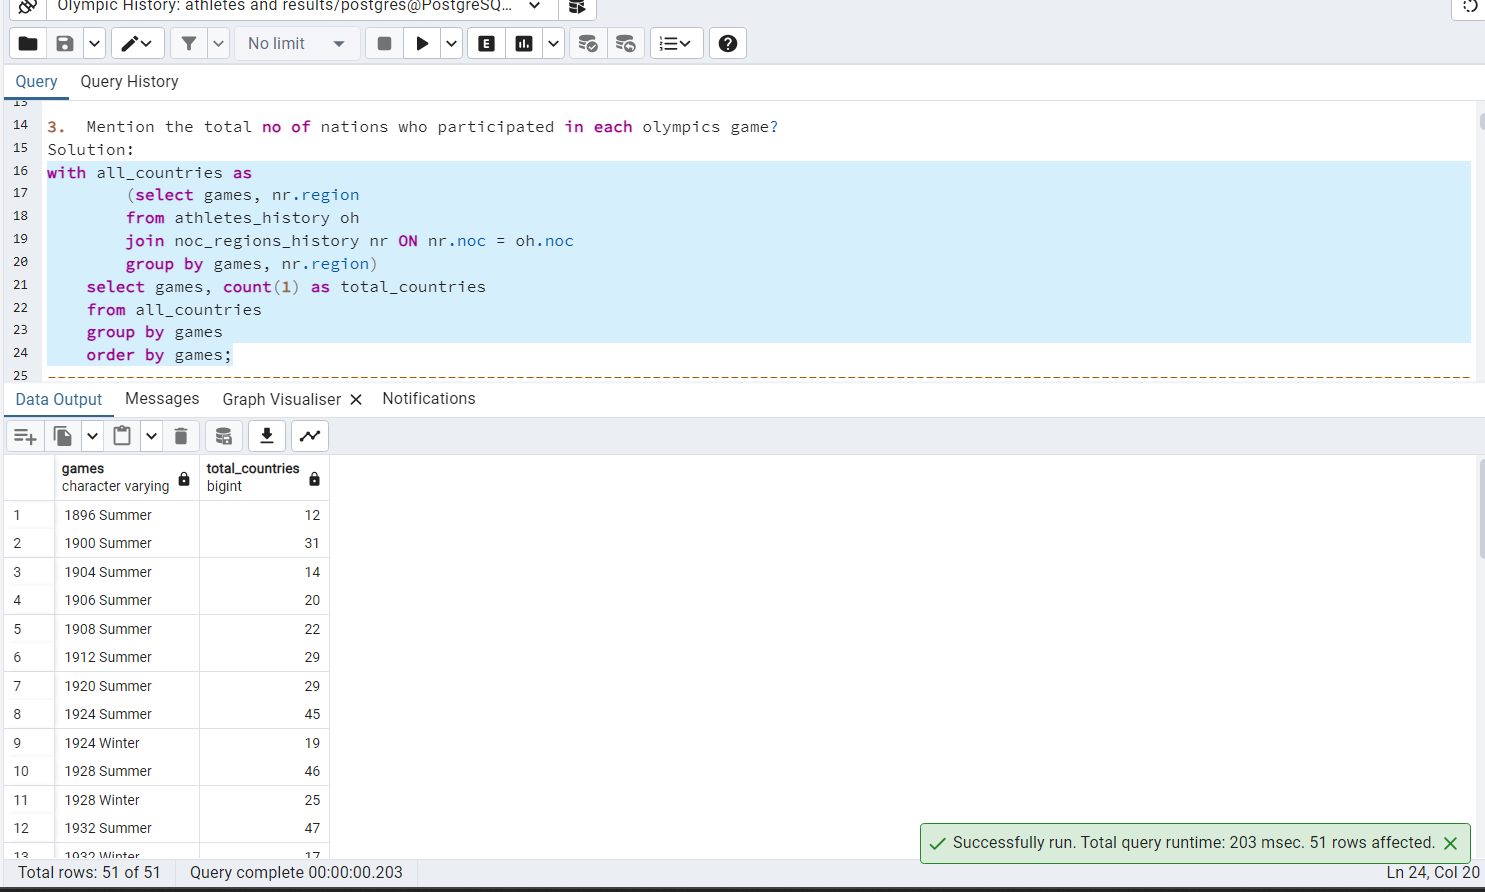 Olympic History: athletes and results/postgres@PostgreSQ...
No limit
E
Query Query History
13
14 3. Mention the total no of nations who participated in each olympics game?
15 Solution:
16 with all_countries as
17 (select games, nr.region
18 from athletes_history oh
19 join noc_regions_history nr ON nr.noc = oh.noc
20 group by games, nr.region)
21 select games, count(1) as total_countries
22 from all_countries
23 group by games
24 order by games;
25 ------------------------------------------------------------------------------------------------------------------------------------------------
Data Output Messages Graph Visualiser Notifications
games total_countries
character varying bigint
1 1896 Summer 12
2 1900 Summer 31
3 1904 Summer 14
4 1906 Summer 20
5 1908 Summer 22
6 1912 Summer 29
7 1920 Summer 29
8 1924 Summer 45
9 1924 Winter 19
10 1928 Summer 46
11 1928 Winter 25
12 1932 Summer 47
13 1932 Winter 17
Successfully run. Total query runtime: 203 msec. 51 rows affected.
Total rows: 51 of 51 Query complete 00:00:00.203 Ln 24, Col 20